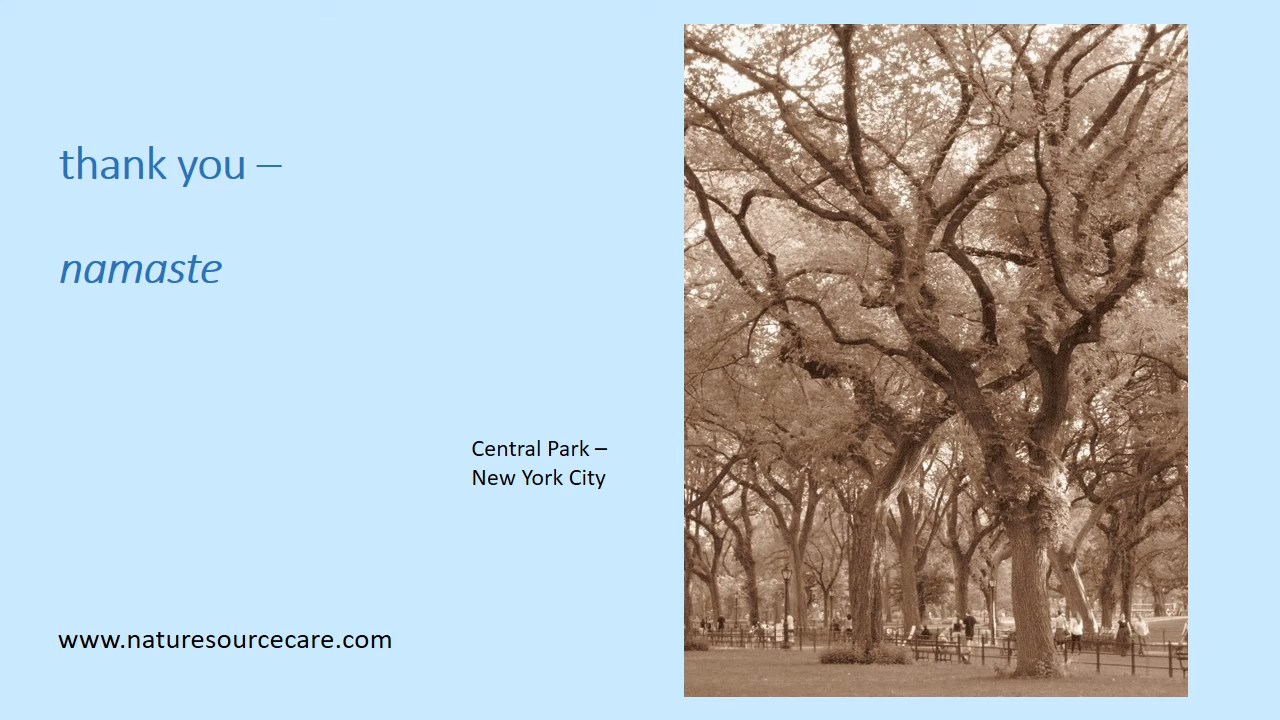 thank you –
namaste
Central Park –
New York City
www.naturesourcecare.com